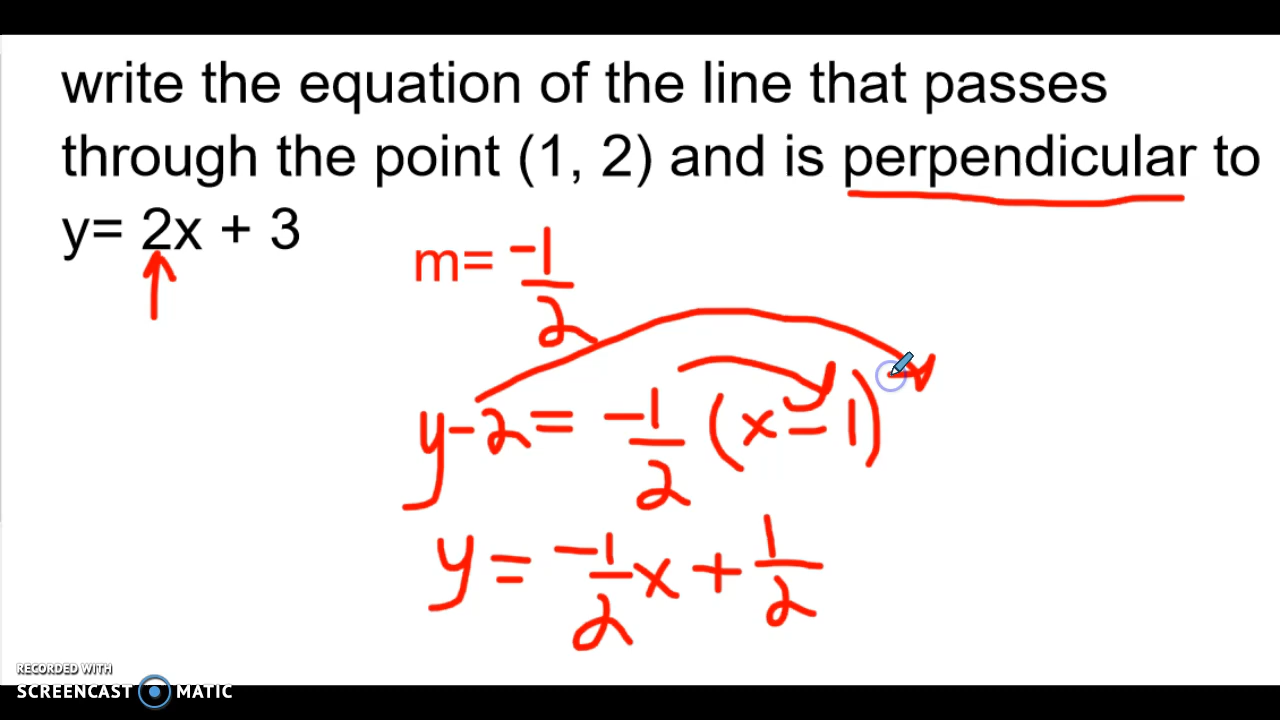 write the equation of the line that passes
through the point (1, 2) and is perpendicular to
y= 2x + 3
m= -1/2
y-2= -1/2 (x-1)
y = -1/2x + 1/2
RECORDED WITH
SCREENCAST MATIC